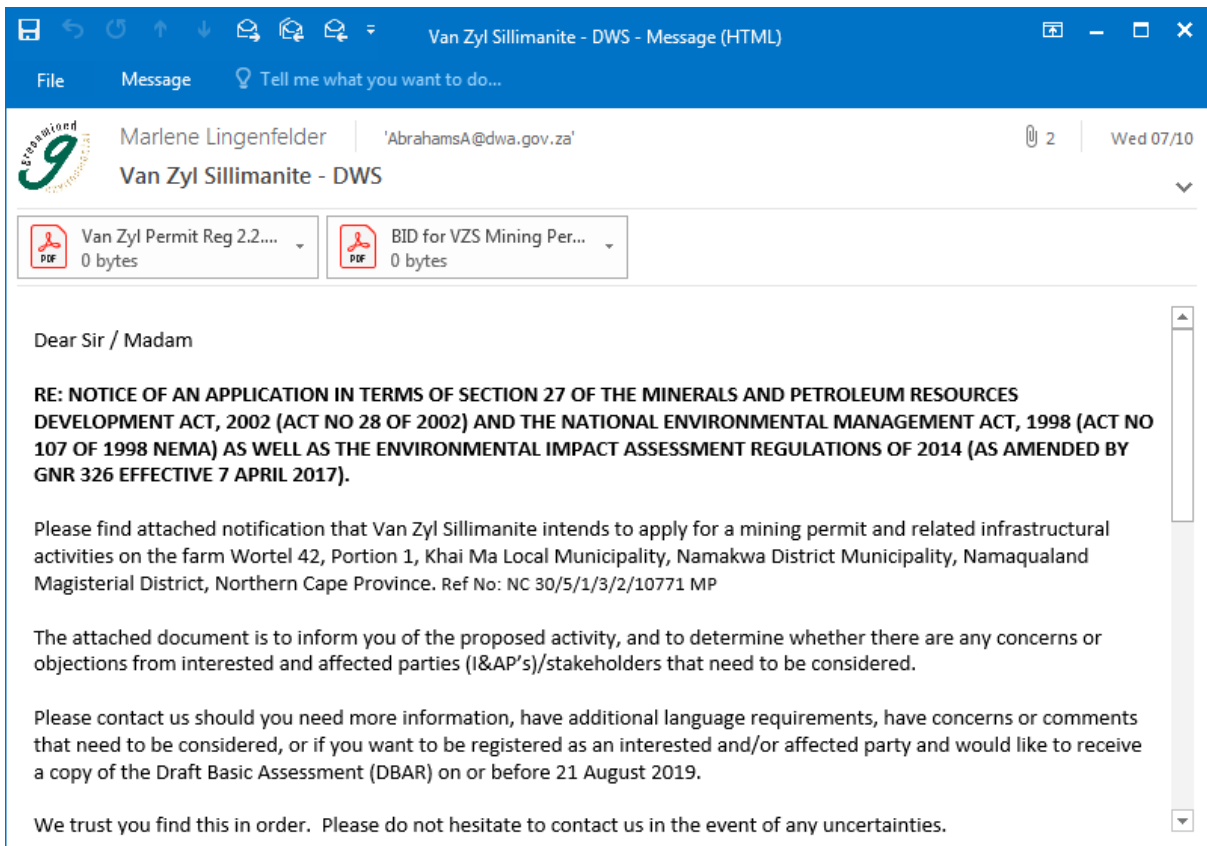 Van Zyl Sillimanite - DWS - Message (HTML)
File Message Tell me what you want to do...
greenmined
Marlene Lingenfelder 'AbrahamsA@dwa.gov.za' 2 Wed 07/10
Van Zyl Sillimanite - DWS
PDF Van Zyl Permit Reg 2.2....
0 bytes
PDF BID for VZS Mining Per...
0 bytes
Dear Sir / Madam
RE: NOTICE OF AN APPLICATION IN TERMS OF SECTION 27 OF THE MINERALS AND PETROLEUM RESOURCES
DEVELOPMENT ACT, 2002 (ACT NO 28 OF 2002) AND THE NATIONAL ENVIRONMENTAL MANAGEMENT ACT, 1998 (ACT NO
107 OF 1998 NEMA) AS WELL AS THE ENVIRONMENTAL IMPACT ASSESSMENT REGULATIONS OF 2014 (AS AMENDED BY
GNR 326 EFFECTIVE 7 APRIL 2017).
Please find attached notification that Van Zyl Sillimanite intends to apply for a mining permit and related infrastructural
activities on the farm Wortel 42, Portion 1, Khai Ma Local Municipality, Namakwa District Municipality, Namaqualand
Magisterial District, Northern Cape Province. Ref No: NC 30/5/1/3/2/10771 MP
The attached document is to inform you of the proposed activity, and to determine whether there are any concerns or
objections from interested and affected parties (I&AP's)/stakeholders that need to be considered.
Please contact us should you need more information, have additional language requirements, have concerns or comments
that need to be considered, or if you want to be registered as an interested and/or affected party and would like to receive
a copy of the Draft Basic Assessment (DBAR) on or before 21 August 2019.
We trust you find this in order.  Please do not hesitate to contact us in the event of any uncertainties.